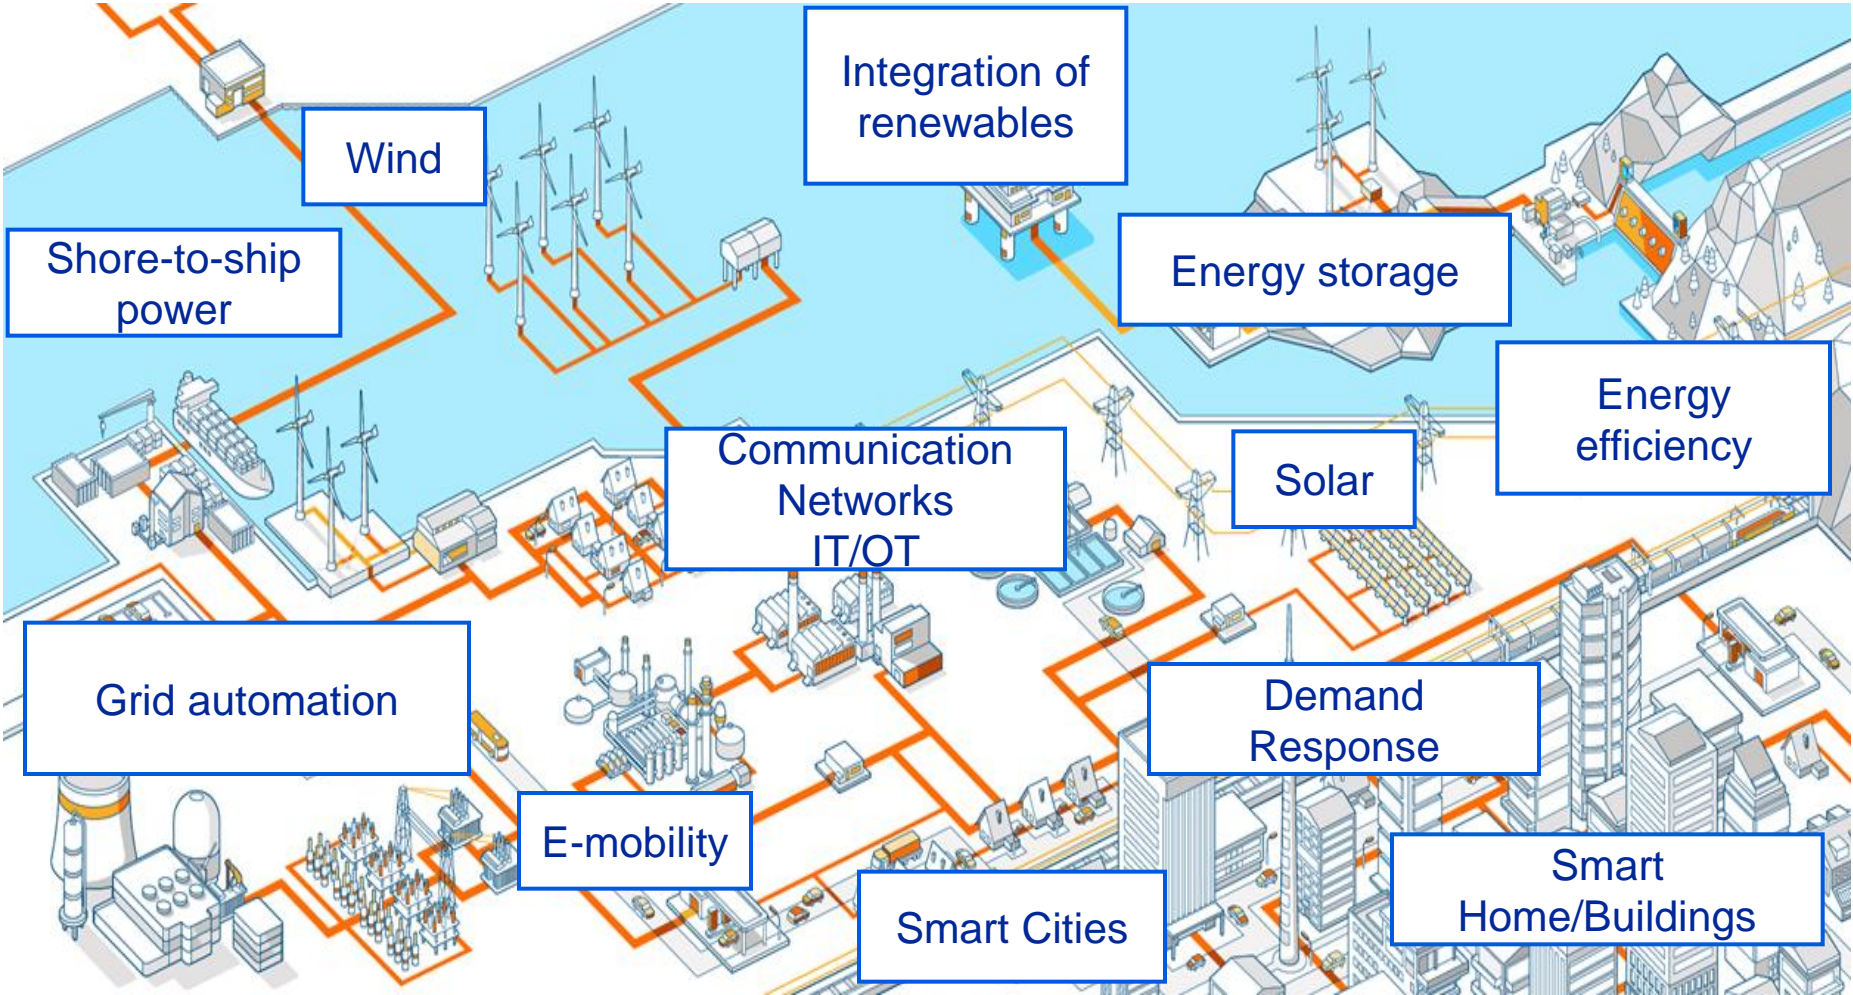 Integration of
renewables
Wind
Shore-to-ship
power
Energy storage
Energy
efficiency
Communication
Networks
IT/OT
Solar
Grid automation
Demand
Response
E-mobility
Smart Cities
Smart
Home/Buildings